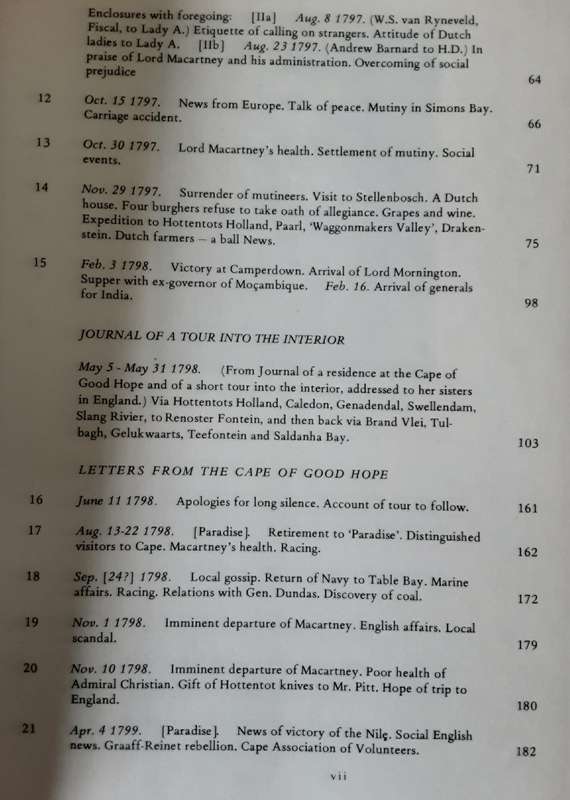 Enclosures with foregoing: [IIa] Aug. 8 1797. (W.S. van Ryneveld,
Fiscal, to Lady A.) Etiquette of calling on strangers. Attitude of Dutch
ladies to Lady A. [IIb] Aug. 23 1797. (Andrew Barnard to H.D.) In
praise of Lord Macartney and his administration. Overcoming of social
prejudice 64
12 Oct. 15 1797. News from Europe. Talk of peace. Mutiny in Simons Bay.
Carriage accident. 66
13 Oct. 30 1797. Lord Macartney's health. Settlement of mutiny. Social
events. 71
14 Nov. 29 1797. Surrender of mutineers. Visit to Stellenbosch. A Dutch
house. Four burghers refuse to take oath of allegiance. Grapes and wine.
Expedition to Hottentots Holland, Paarl, 'Waggonmakers Valley', Draken-
stein. Dutch farmers – a ball News. 75
15 Feb. 3 1798. Victory at Camperdown. Arrival of Lord Mornington.
Supper with ex-governor of Moçambique. Feb. 16. Arrival of generals
for India. 98
JOURNAL OF A TOUR INTO THE INTERIOR
May 5 - May 31 1798. (From Journal of a residence at the Cape of
Good Hope and of a short tour into the interior, addressed to her sisters
in England.) Via Hottentots Holland, Caledon, Genadendal, Swellendam,
Slang Rivier, to Renoster Fontein, and then back via Brand Vlei, Tul-
bagh, Gelukwaarts, Teefontein and Saldanha Bay. 103
LETTERS FROM THE CAPE OF GOOD HOPE
16 June 11 1798. Apologies for long silence. Account of tour to follow. 161
17 Aug. 13-22 1798. [Paradise]. Retirement to 'Paradise'. Distinguished
visitors to Cape. Macartney's health. Racing. 162
18 Sep. [24?] 1798. Local gossip. Return of Navy to Table Bay. Marine
affairs. Racing. Relations with Gen. Dundas. Discovery of coal. 172
19 Nov. 1 1798. Imminent departure of Macartney. English affairs. Local
scandal. 179
20 Nov. 10 1798. Imminent departure of Macartney. Poor health of
Admiral Christian. Gift of Hottentot knives to Mr. Pitt. Hope of trip to
England. 180
21 Apr. 4 1799. [Paradise]. News of victory of the Nile. Social English
news. Graaff-Reinet rebellion. Cape Association of Volunteers. 182
vii